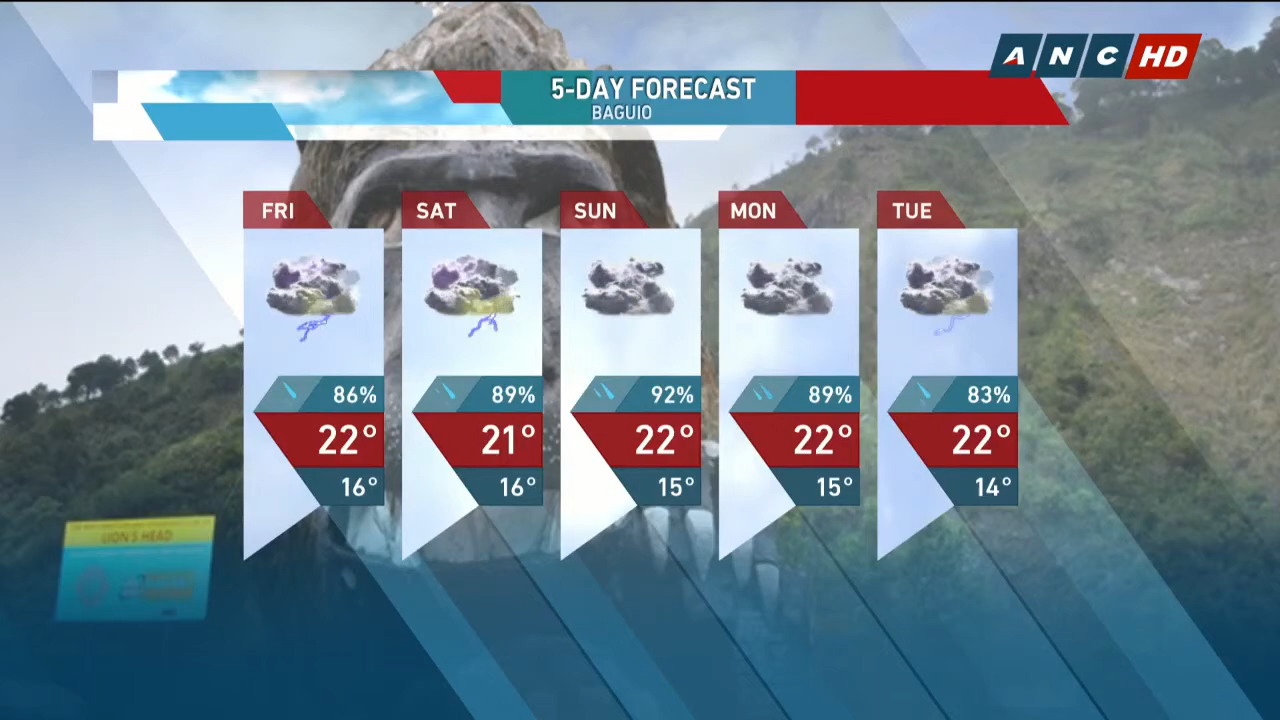 ANC HD
5-DAY FORECAST
BAGUIO
FRI SAT SUN MON TUE
86% 89% 92% 89% 83%
22° 21° 22° 22° 22°
16° 16° 15° 15° 14°
LION'S HEAD